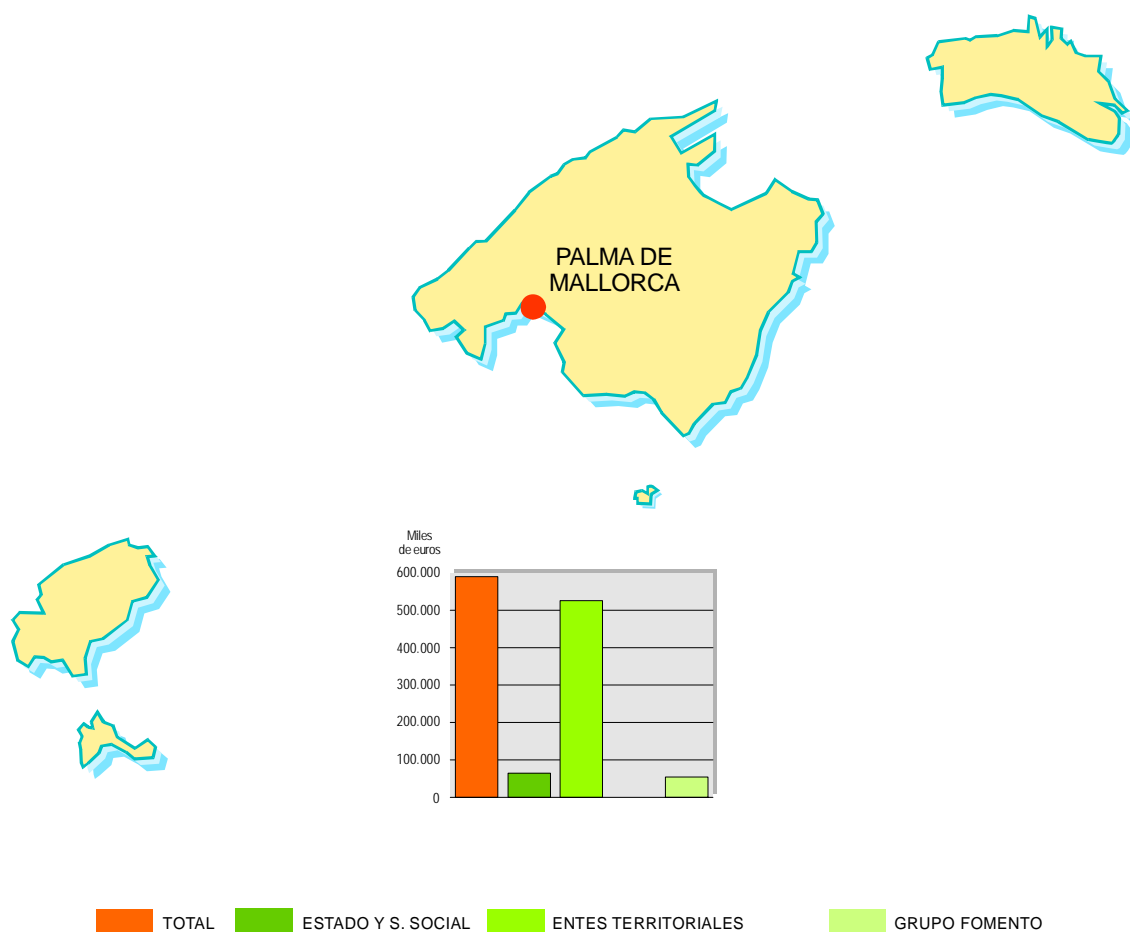 PALMA DE
MALLORCA
Miles
de euros
600.000
500.000
400.000
300.000
200.000
100.000
0
TOTAL
ESTADO Y S. SOCIAL
ENTES TERRITORIALES
GRUPO FOMENTO